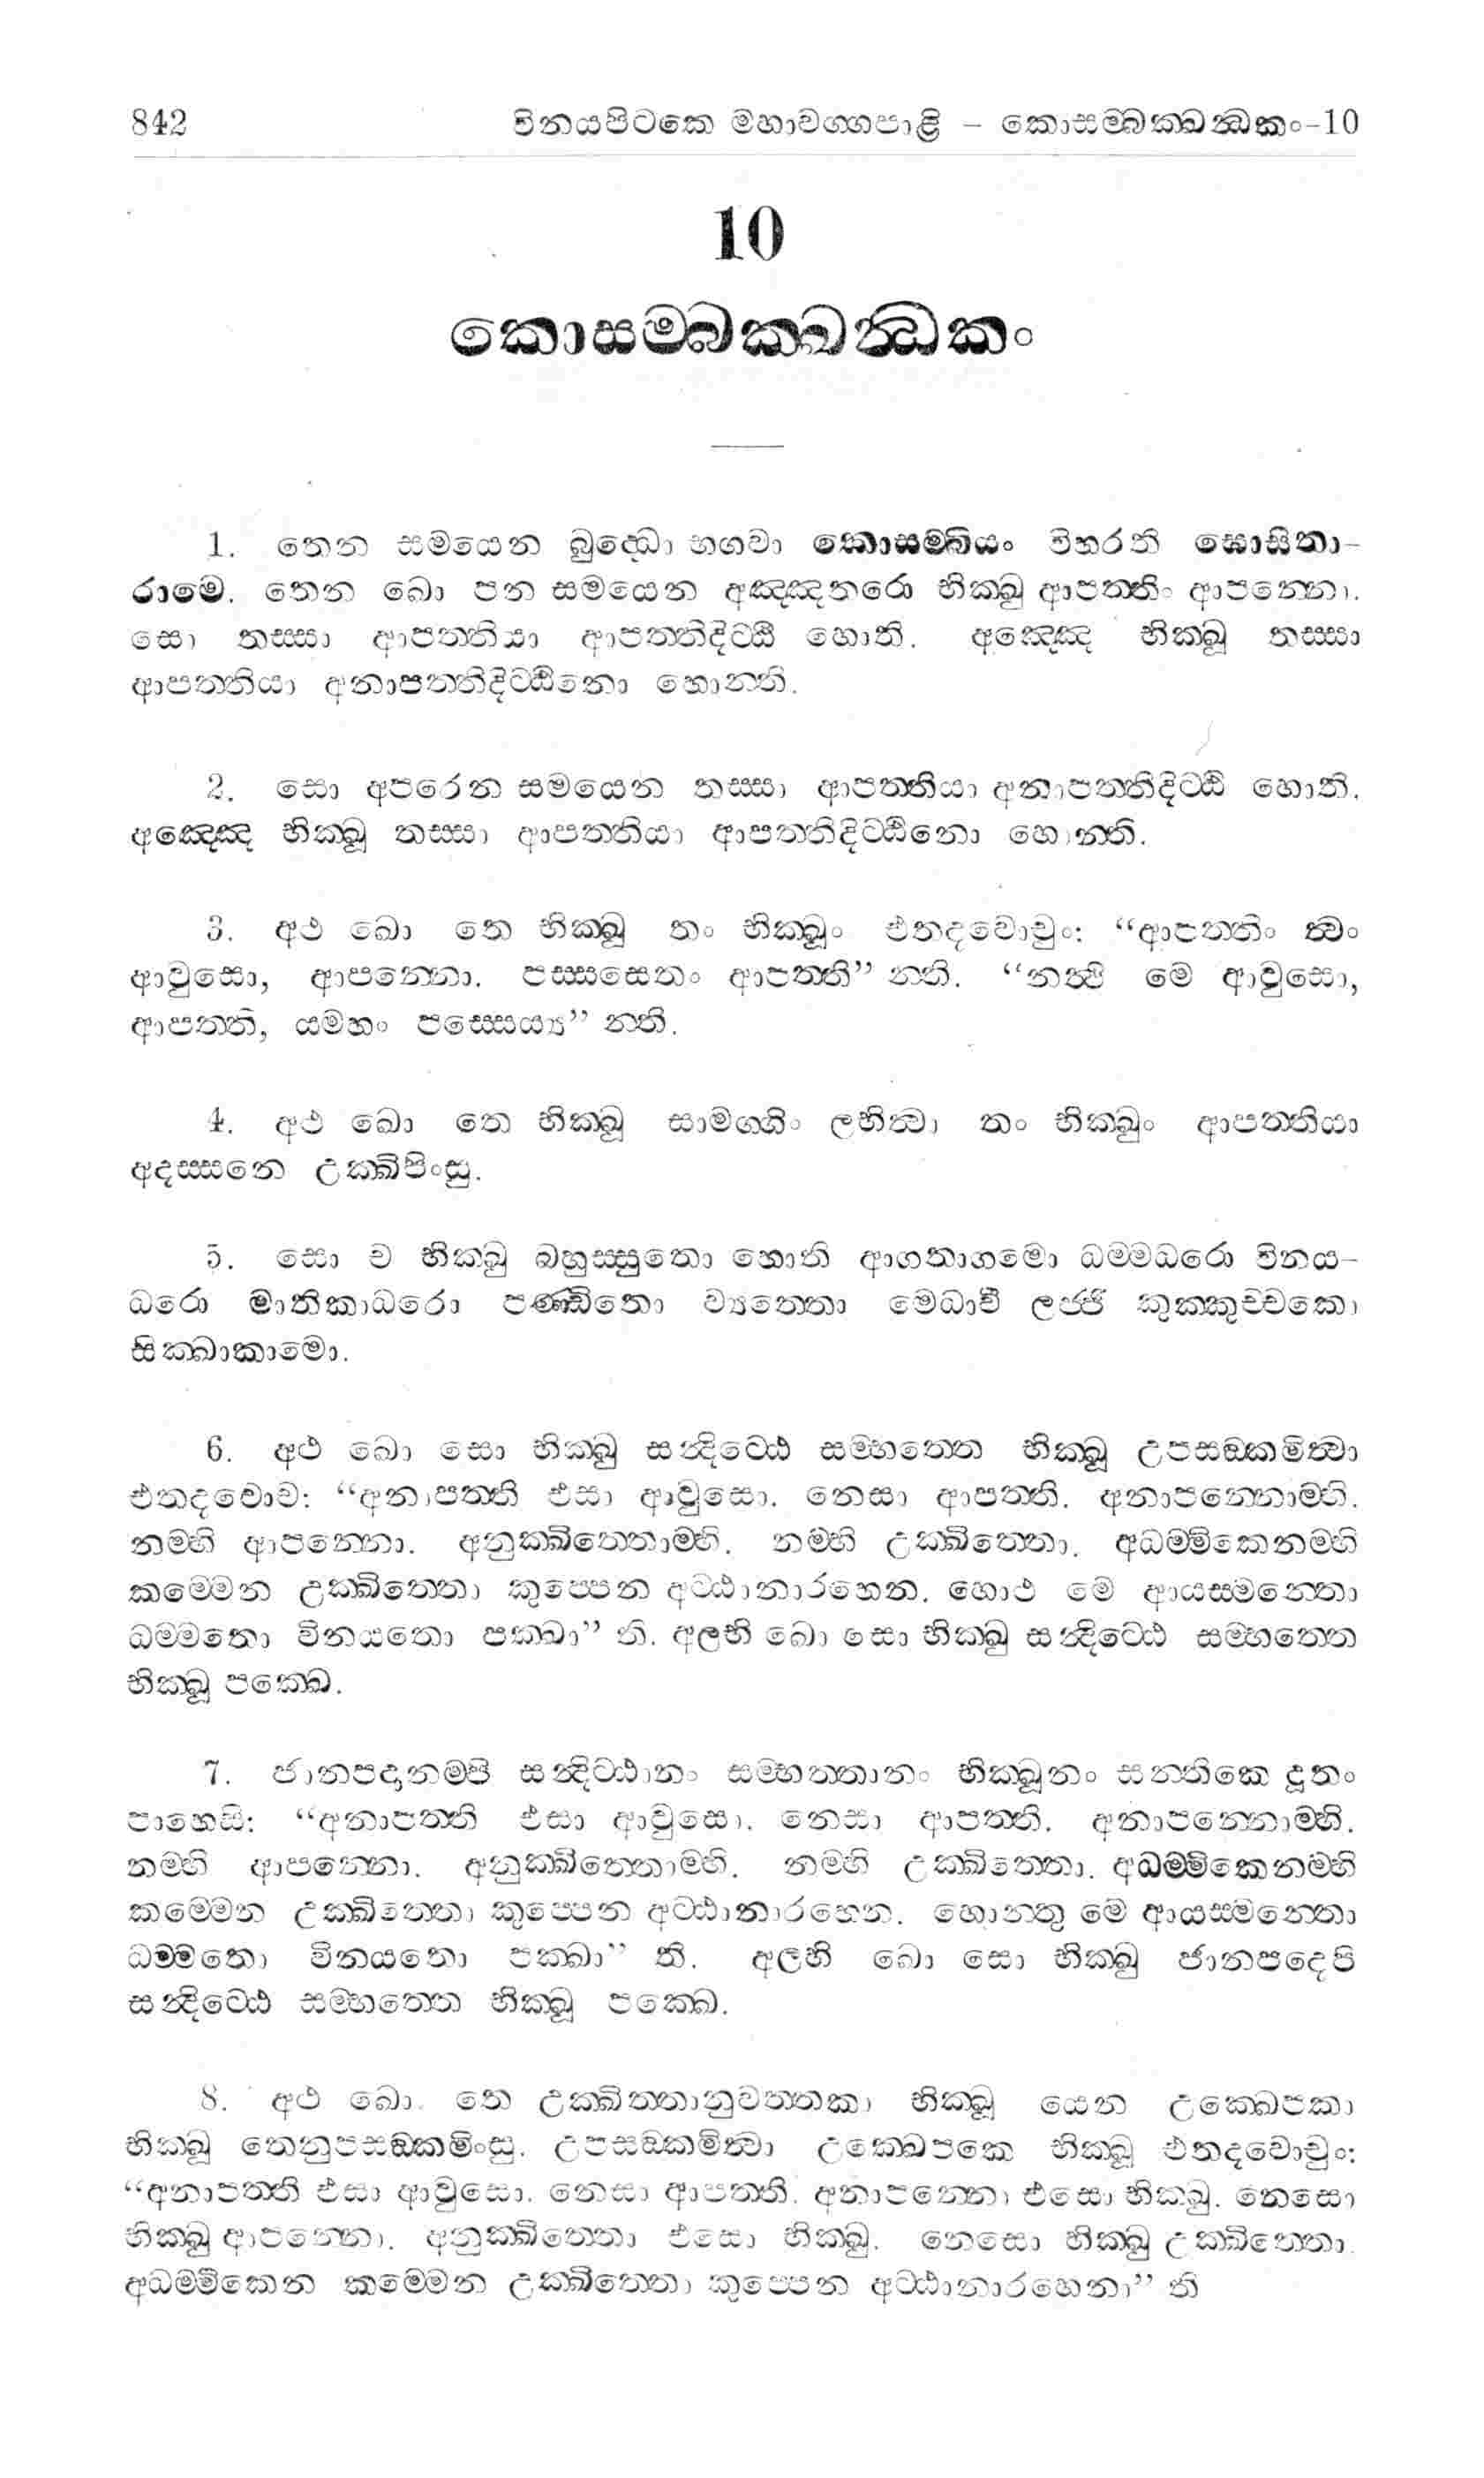 842 විනයපිටකෙ මහාවග්ගපාළි – කොසම්බක්ඛන්ධකං-10
10
කොසම්බක්ඛන්ධකං
1. තෙන සමයෙන බුද්ධො භගවා කොසම්බියං විහරති ඝොසිතා-
රාමෙ. තෙන ඛො පන සමයෙන අඤ්ඤතරො භික්ඛු ආපත්තිං ආපන්නො.
සො තස්සා ආපත්තියා ආපත්තිදිට්ඨී හොති. අඤ්ඤෙ භික්ඛූ තස්සා
ආපත්තියා අනාපත්තිදිට්ඨිනො හොන්ති.
2. සො අපරෙන සමයෙන තස්සා ආපත්තියා අනාපත්තිදිට්ඨී හොති.
අඤ්ඤෙ භික්ඛූ තස්සා ආපත්තියා ආපත්තිදිට්ඨිනො හොන්ති.
3. අථ ඛො තෙ භික්ඛූ තං භික්ඛූං එතදවොචුං: “ආපත්තිං ත්වං
ආවුසො, ආපන්නො. පස්සසෙතං ආපත්ති” න්ති. “නත්ථි මෙ ආවුසො,
ආපත්ති, යමහං පස්සෙය්‍ය” න්ති.
4. අථ ඛො තෙ භික්ඛූ සාමග්ගිං ලභිත්වා තං භික්ඛුං ආපත්තියා
අදස්සනෙ උක්ඛිපිංසු.
5. සො ච භික්ඛු බහුස්සුතො හොති ආගතාගමො ධම්මධරො විනය-
ධරො මාතිකාධරො පණ්ඩිතො ව්‍යත්තො මෙධාවී ලජ්ජි කුක්කුච්චකො
සික්ඛාකාමො.
6. අථ ඛො සො භික්ඛු සන්දිට්ඨෙ සම්භත්තෙ භික්ඛූ උපසඞ්කමිත්වා
එතදවොච: “අනාපත්ති එසා ආවුසො. නෙසා ආපත්ති. අනාපන්නොම්හි.
නම්හි ආපන්නො. අනුක්ඛිත්තොම්හි. නම්හි උක්ඛිත්තො. අධම්මිකෙනම්හි
කම්මෙන උක්ඛිත්තො කුප්පෙන අට්ඨානාරහෙන. හොථ මෙ ආයස්මන්තො
ධම්මතො විනයතො පක්ඛා” ති. අලභි ඛො සො භික්ඛු සන්දිට්ඨෙ සම්භත්තෙ
භික්ඛූ පක්ඛෙ.
7. ජානපදානම්පි සන්දිට්ඨානං සම්භත්තානං භික්ඛූනං සන්තිකෙ දූතං
පාහෙසි: “අනාපත්ති එසා ආවුසො. නෙසා ආපත්ති. අනාපන්නොම්හි.
නම්හි ආපන්නො. අනුක්ඛිත්තොම්හි. නම්හි උක්ඛිත්තො. අධම්මිකෙනම්හි
කම්මෙන උක්ඛිත්තො කුප්පෙන අට්ඨානාරහෙන. හොන්තු මෙ ආයස්මන්තො
ධම්මතො විනයතො පක්ඛා” ති. අලභි ඛො සො භික්ඛු ජානපදෙපි
සන්දිට්ඨෙ සම්භත්තෙ භික්ඛූ පක්ඛෙ.
8. අථ ඛො තෙ උක්ඛිත්තානුවත්තකා භික්ඛූ යෙන උක්ඛෙපකා
භික්ඛූ තෙනුපසඞ්කමිංසු. උපසඞ්කමිත්වා උක්ඛෙපකෙ භික්ඛූ එතදවොචුං:
“අනාපත්ති එසා ආවුසො. නෙසා ආපත්ති. අනාපන්නො එසො භික්ඛු. නෙසො
භික්ඛු ආපන්නො. අනුක්ඛිත්තො එසො භික්ඛු. නෙසො භික්ඛු උක්ඛිත්තො.
අධම්මිකෙන කම්මෙන උක්ඛිත්තො කුප්පෙන අට්ඨානාරහෙනා” ති